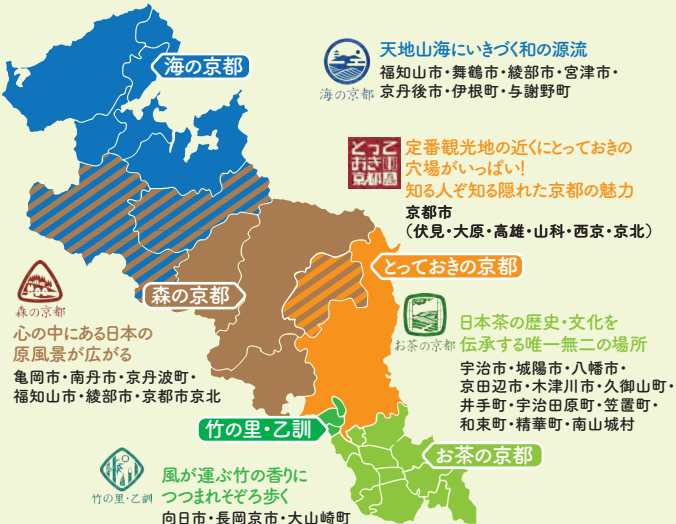 海の京都
海の京都
天地山海にいきづく和の源流
福知山市・舞鶴市・綾部市・宮津市・
京丹後市・伊根町・与謝野町
とって
おき
京都
定番観光地の近くにとっておきの
穴場がいっぱい!
知る人ぞ知る隠れた京都の魅力
京都市
(伏見・大原・高雄・山科・西京・京北)
とっておきの京都
森の京都
森の京都
心の中にある日本の
原風景が広がる
亀岡市・南丹市・京丹波町・
福知山市・綾部市・京都市京北
お茶の京都
日本茶の歴史・文化を
伝承する唯一無二の場所
宇治市・城陽市・八幡市・
京田辺市・木津川市・久御山町・
井手町・宇治田原町・笠置町・
和束町・精華町・南山城村
竹の里・乙訓
お茶の京都
竹の里・乙訓
風が運ぶ竹の香りに
つつまれそぞろ歩く
向日市・長岡京市・大山崎町